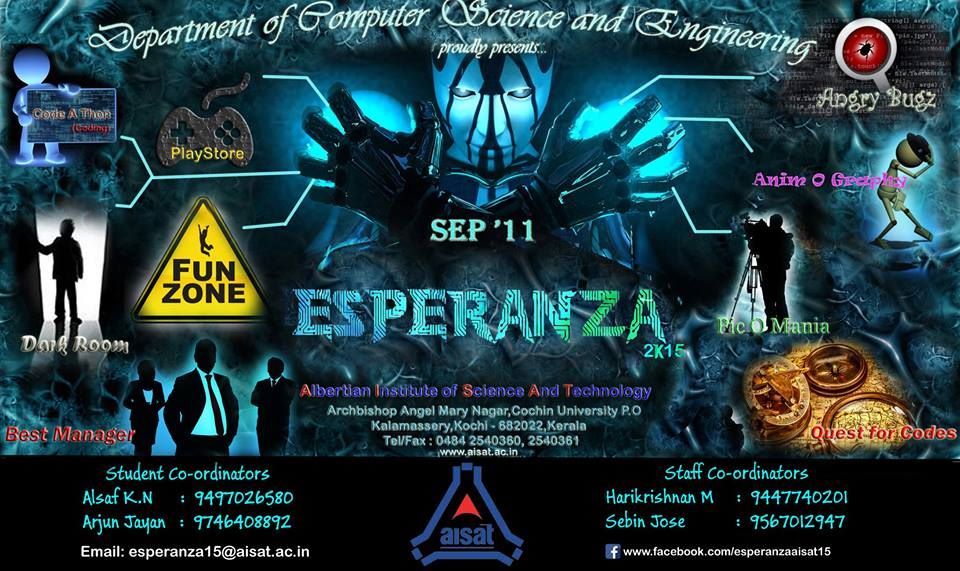 Department of Computer Science and Engineering
proudly presents...
Code A Thon
(Coding)
PlayStore
Angry Bugz
Anim O Graphy
SEP '11
FUN
ZONE
ESPERANZA
2K15
Dark Room
Pic O Mania
Best Manager
Quest for Codes
Albertian Institute of Science And Technology
Archbishop Angel Mary Nagar,Cochin University P.O
Kalamassery,Kochi - 682022,Kerala
Tel/Fax : 0484 2540360, 2540361
www.aisat.ac.in
Student Co-ordinators
Alsaf K.N : 9497026580
Arjun Jayan : 9746408892
Email: esperanza15@aisat.ac.in
aisat
Staff Co-ordinators
Harikrishnan M : 9447740201
Sebin Jose : 9567012947
www.facebook.com/esperanzaaisat15